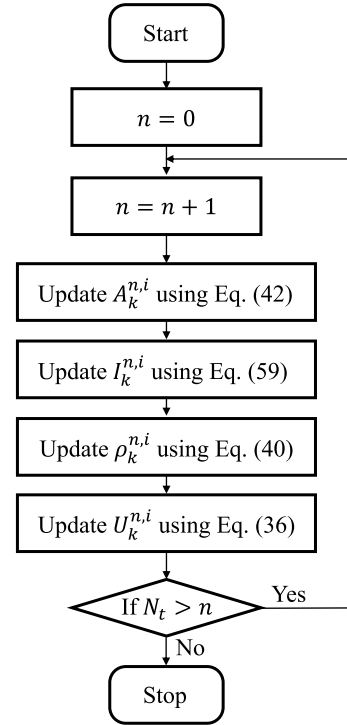 Start
n = 0
n = n + 1
Update A_k^{n,i} using Eq. (42)
Update I_k^{n,i} using Eq. (59)
Update ρ_k^{n,i} using Eq. (40)
Update U_k^{n,i} using Eq. (36)
If N_t > n
Yes
No
Stop